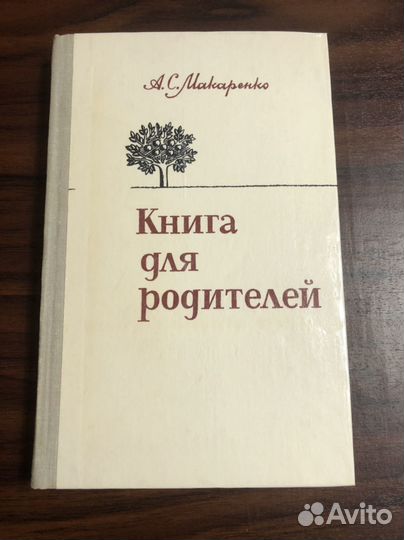 А.С.Макаренко
Книга
для
родителей
Avito